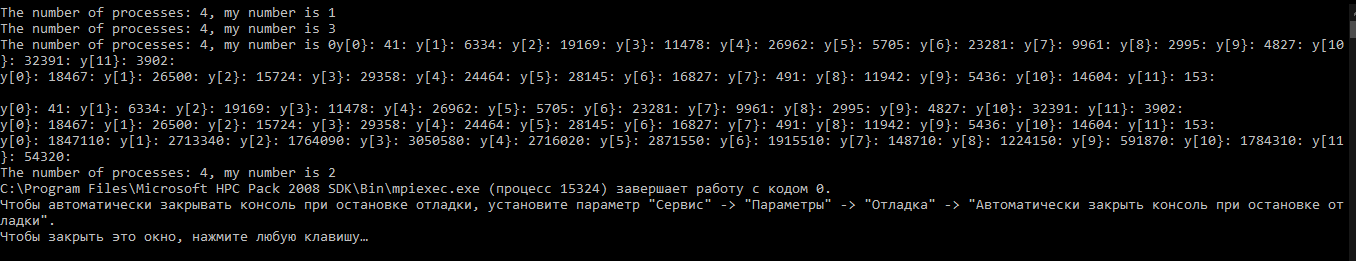 The number of processes: 4, my number is 1
The number of processes: 4, my number is 3
The number of processes: 4, my number is 0y[0}: 41: y[1}: 6334: y[2}: 19169: y[3}: 11478: y[4}: 26962: y[5}: 5705: y[6}: 23281: y[7}: 9961: y[8}: 2995: y[9}: 4827: y[10
}: 32391: y[11}: 3902:
y[0}: 18467: y[1}: 26500: y[2}: 15724: y[3}: 29358: y[4}: 24464: y[5}: 28145: y[6}: 16827: y[7}: 491: y[8}: 11942: y[9}: 5436: y[10}: 14604: y[11}: 153:
y[0}: 41: y[1}: 6334: y[2}: 19169: y[3}: 11478: y[4}: 26962: y[5}: 5705: y[6}: 23281: y[7}: 9961: y[8}: 2995: y[9}: 4827: y[10}: 32391: y[11}: 3902:
y[0}: 18467: y[1}: 26500: y[2}: 15724: y[3}: 29358: y[4}: 24464: y[5}: 28145: y[6}: 16827: y[7}: 491: y[8}: 11942: y[9}: 5436: y[10}: 14604: y[11}: 153:
y[0}: 1847110: y[1}: 2713340: y[2}: 1764090: y[3}: 3050580: y[4}: 2716020: y[5}: 2871550: y[6}: 1915510: y[7}: 148710: y[8}: 1224150: y[9}: 591870: y[10}: 1784310: y[11
}: 54320:
The number of processes: 4, my number is 2
C:\Program Files\Microsoft HPC Pack 2008 SDK\Bin\mpiexec.exe (процесс 15324) завершает работу с кодом 0.
Чтобы автоматически закрывать консоль при остановке отладки, установите параметр "Сервис" -> "Параметры" -> "Отладка" -> "Автоматически закрыть консоль при остановке от
ладки".
Чтобы закрыть это окно, нажмите любую клавишу…